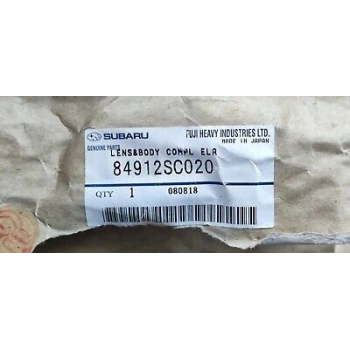 SUBARU
FUJI HEAVY INDUSTRIES LTD.
GENUINE PARTS
MADE IN JAPAN
LENS&BODY COMPL ELR
84912SC020
QTY 1 080818